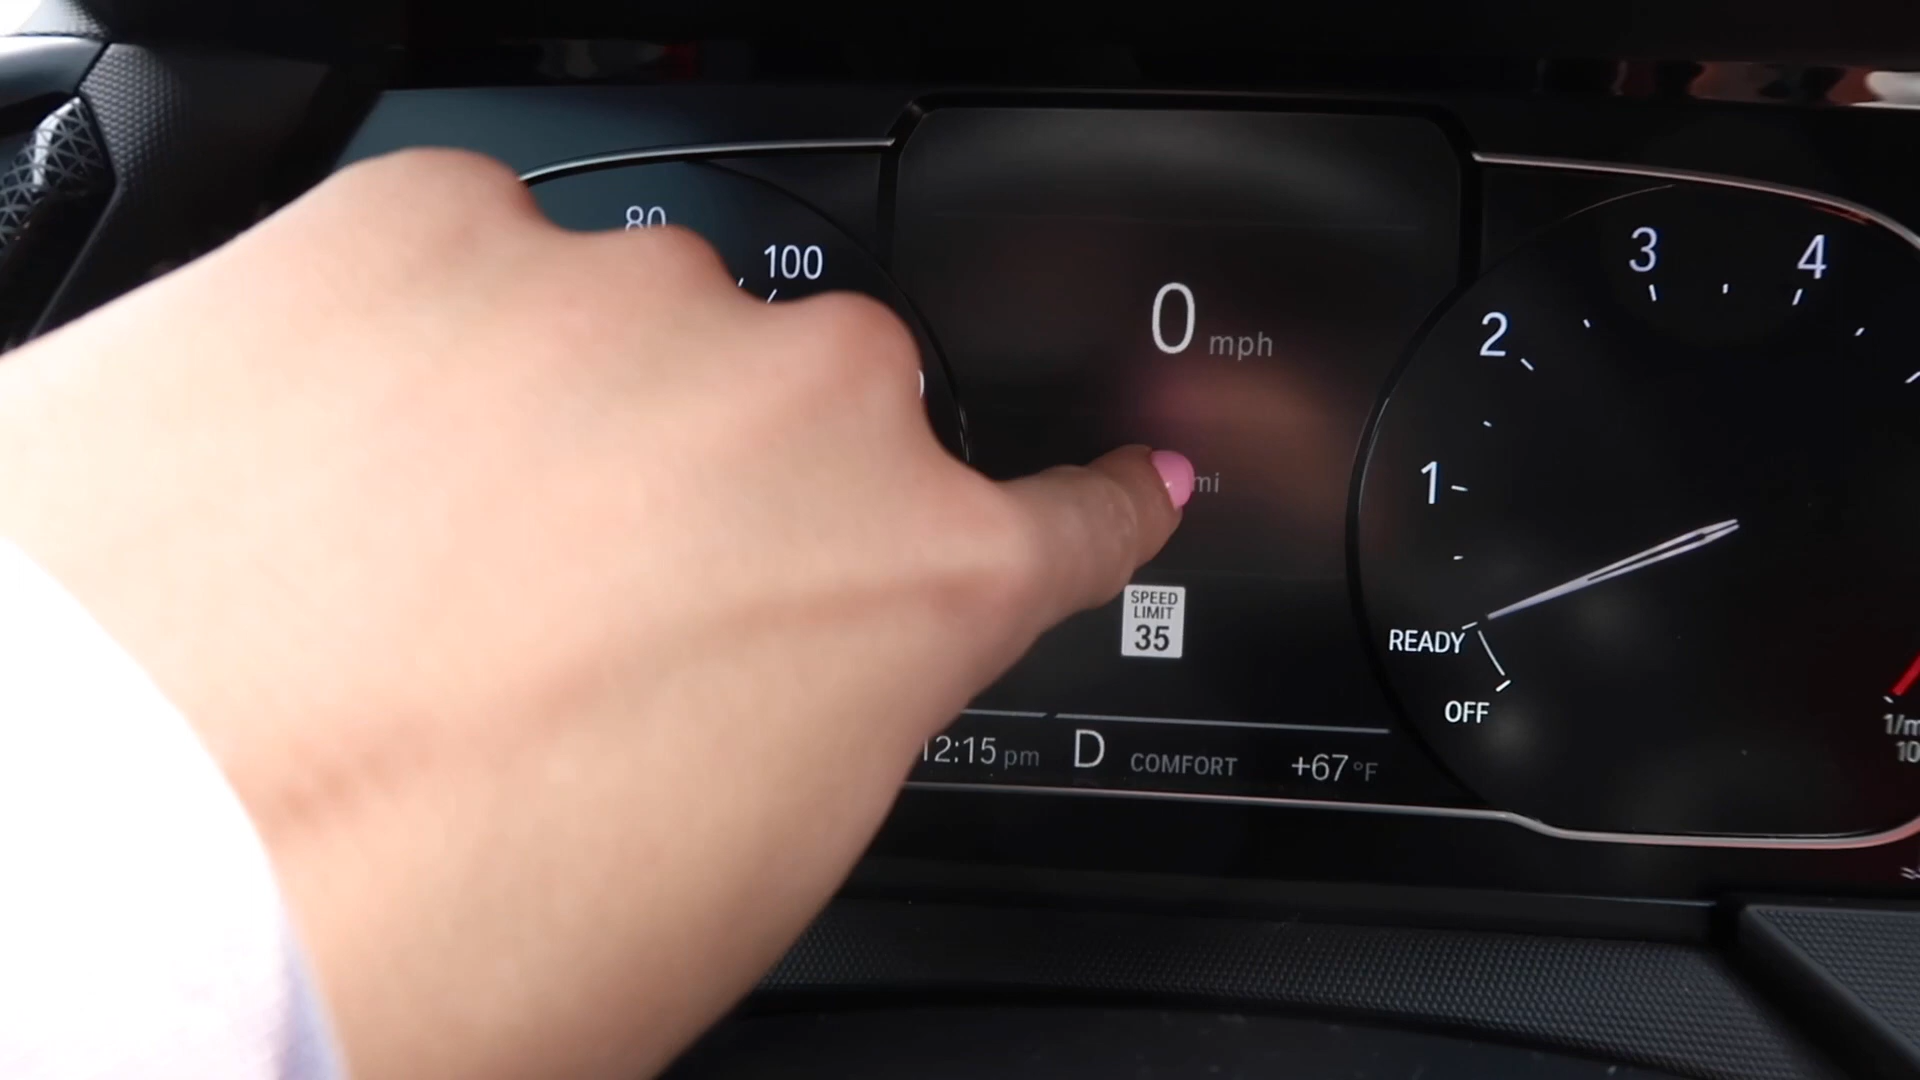 80
100
0 mph
mi
SPEED
LIMIT
35
12:15 pm D COMFORT +67°F
3
4
2
1
READY
OFF